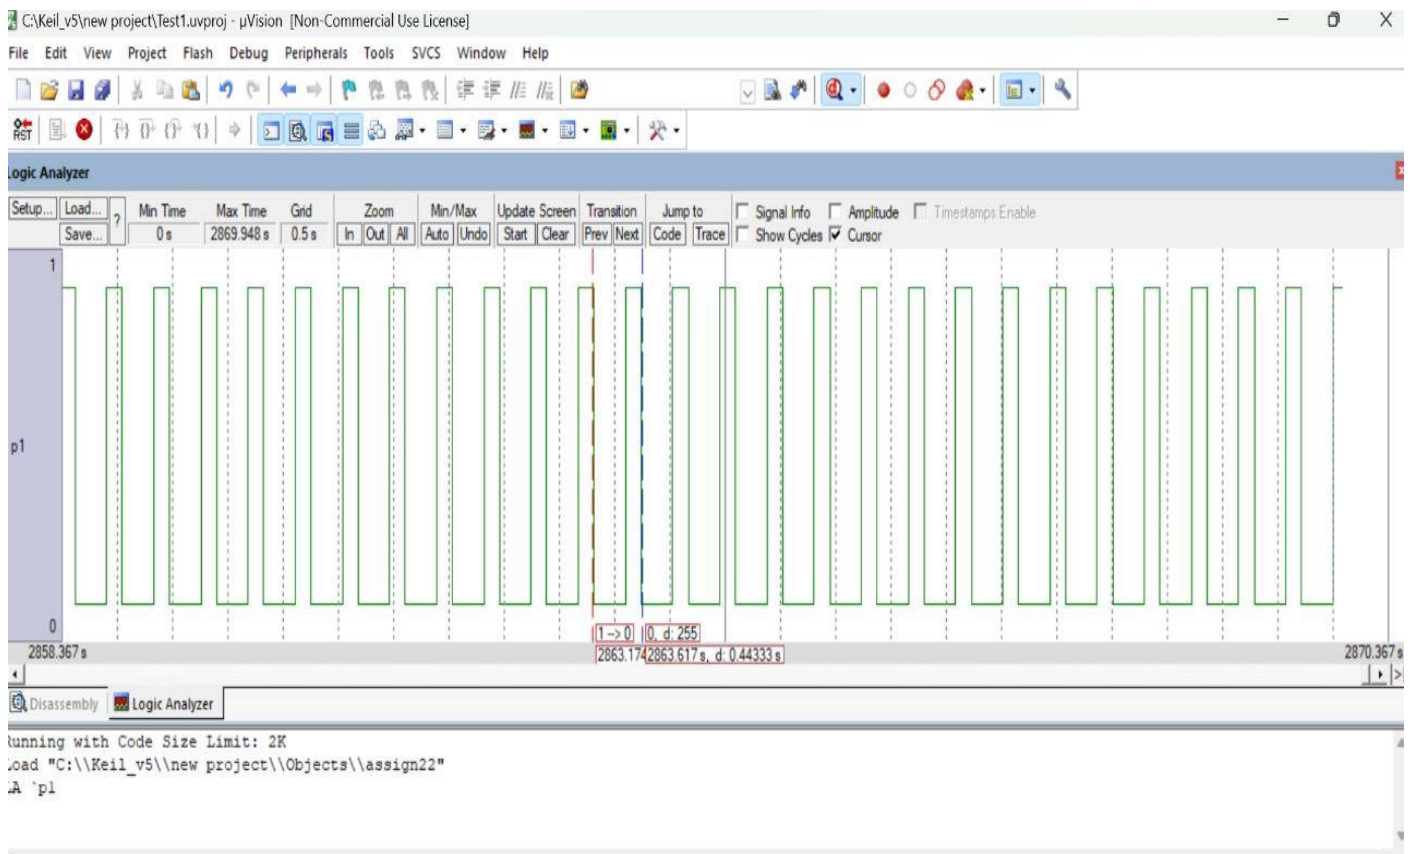 C:\Keil_v5\new project\Test1.uvproj - µVision [Non-Commercial Use License]
File Edit View Project Flash Debug Peripherals Tools SVCS Window Help
RST
Logic Analyzer
Setup... Load... ? Min Time Max Time Grid Zoom Min/Max Update Screen Transition Jump to Signal Info Amplitude Timestamps Enable
Save... 0 s 2869.948 s 0.5 s In Out All Auto Undo Start Clear Prev Next Code Trace Show Cycles Cursor
1
p1
0
1 --> 0 0, d: 255
2858.367 s 2863.174 2863.617 s, d: 0.44333 s 2870.367 s
Disassembly Logic Analyzer
Running with Code Size Limit: 2K
Load "C:\\Keil_v5\\new project\\Objects\\assign22"
LA `p1